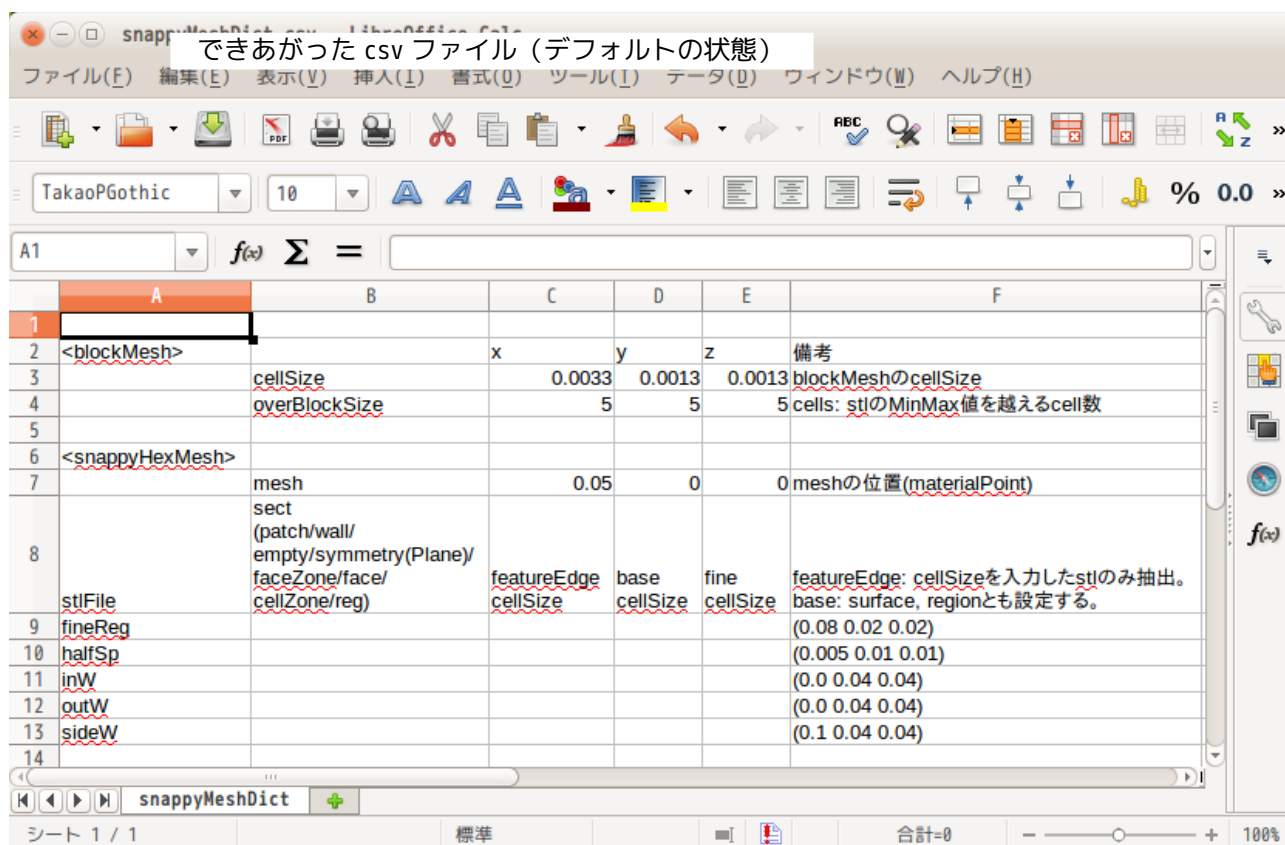 snappyMeshDict.csv - LibreOffice Calc
できあがった csv ファイル (デフォルトの状態)
ファイル(F) 編集(E) 表示(V) 挿入(I) 書式(O) ツール(T) データ(D) ウィンドウ(W) ヘルプ(H)
PDF ABC A Z »
TakaoPGothic 10 A A A % 0.0 »
A1 f(x) Σ =
A B C D E F
1
2 <blockMesh> x y z 備考
3 cellSize 0.0033 0.0013 0.0013 blockMeshのcellSize
4 overBlockSize 5 5 5 cells: stlのMinMax値を越えるcell数
5
6 <snappyHexMesh>
7 mesh 0.05 0 0 meshの位置(materialPoint)
sect
(patch/wall/
8 empty/symmetry(Plane)/
faceZone/face/ featureEdge base fine featureEdge: cellSizeを入力したstlのみ抽出。
stlFile cellZone/reg) cellSize cellSize cellSize base: surface, regionとも設定する。
9 fineReg (0.08 0.02 0.02)
10 halfSp (0.005 0.01 0.01)
11 inW (0.0 0.04 0.04)
12 outW (0.0 0.04 0.04)
13 sideW (0.1 0.04 0.04)
14
snappyMeshDict
シート 1 / 1 標準 合計=0 100%
f(x)